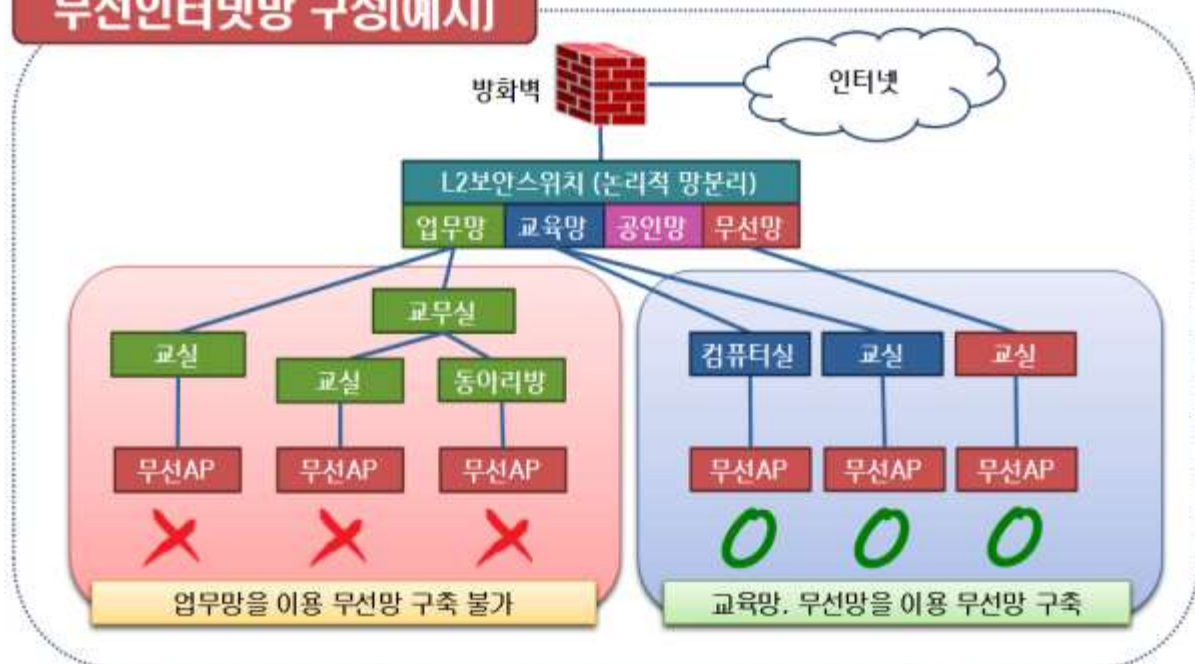 무선인터넷망 구성(예시)
방화벽
인터넷
L2보안스위치 (논리적 망분리)
업무망 교육망 공인망 무선망
교무실
교실
교실 동아리방
컴퓨터실 교실 교실
무선AP 무선AP 무선AP
무선AP 무선AP 무선AP
업무망을 이용 무선망 구축 불가
교육망. 무선망을 이용 무선망 구축